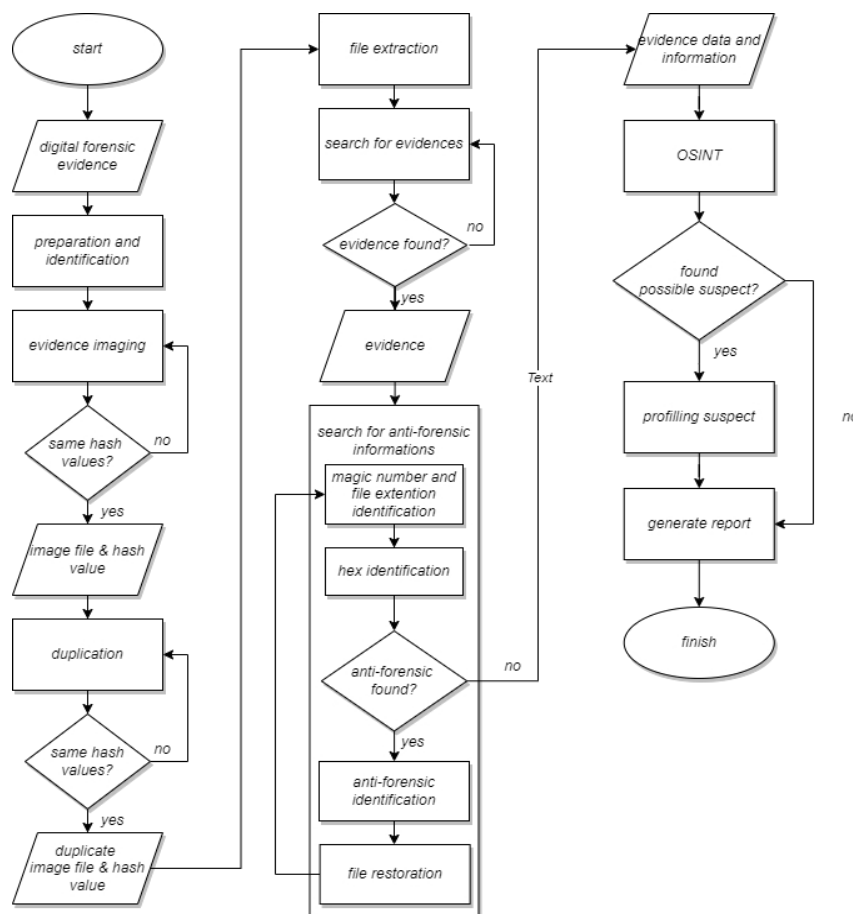 start
digital forensic
evidence
preparation and
identification
evidence imaging
same hash
values?
no
yes
image file & hash
value
duplication
same hash
values?
no
yes
duplicate
image file & hash
value
file extraction
search for evidences
evidence found?
no
yes
evidence
search for anti-forensic
informations
magic number and
file extention
identification
hex identification
anti-forensic
found?
no
yes
anti-forensic
identification
file restoration
Text
evidence data and
information
OSINT
found
possible suspect?
yes
no
profilling suspect
generate report
finish